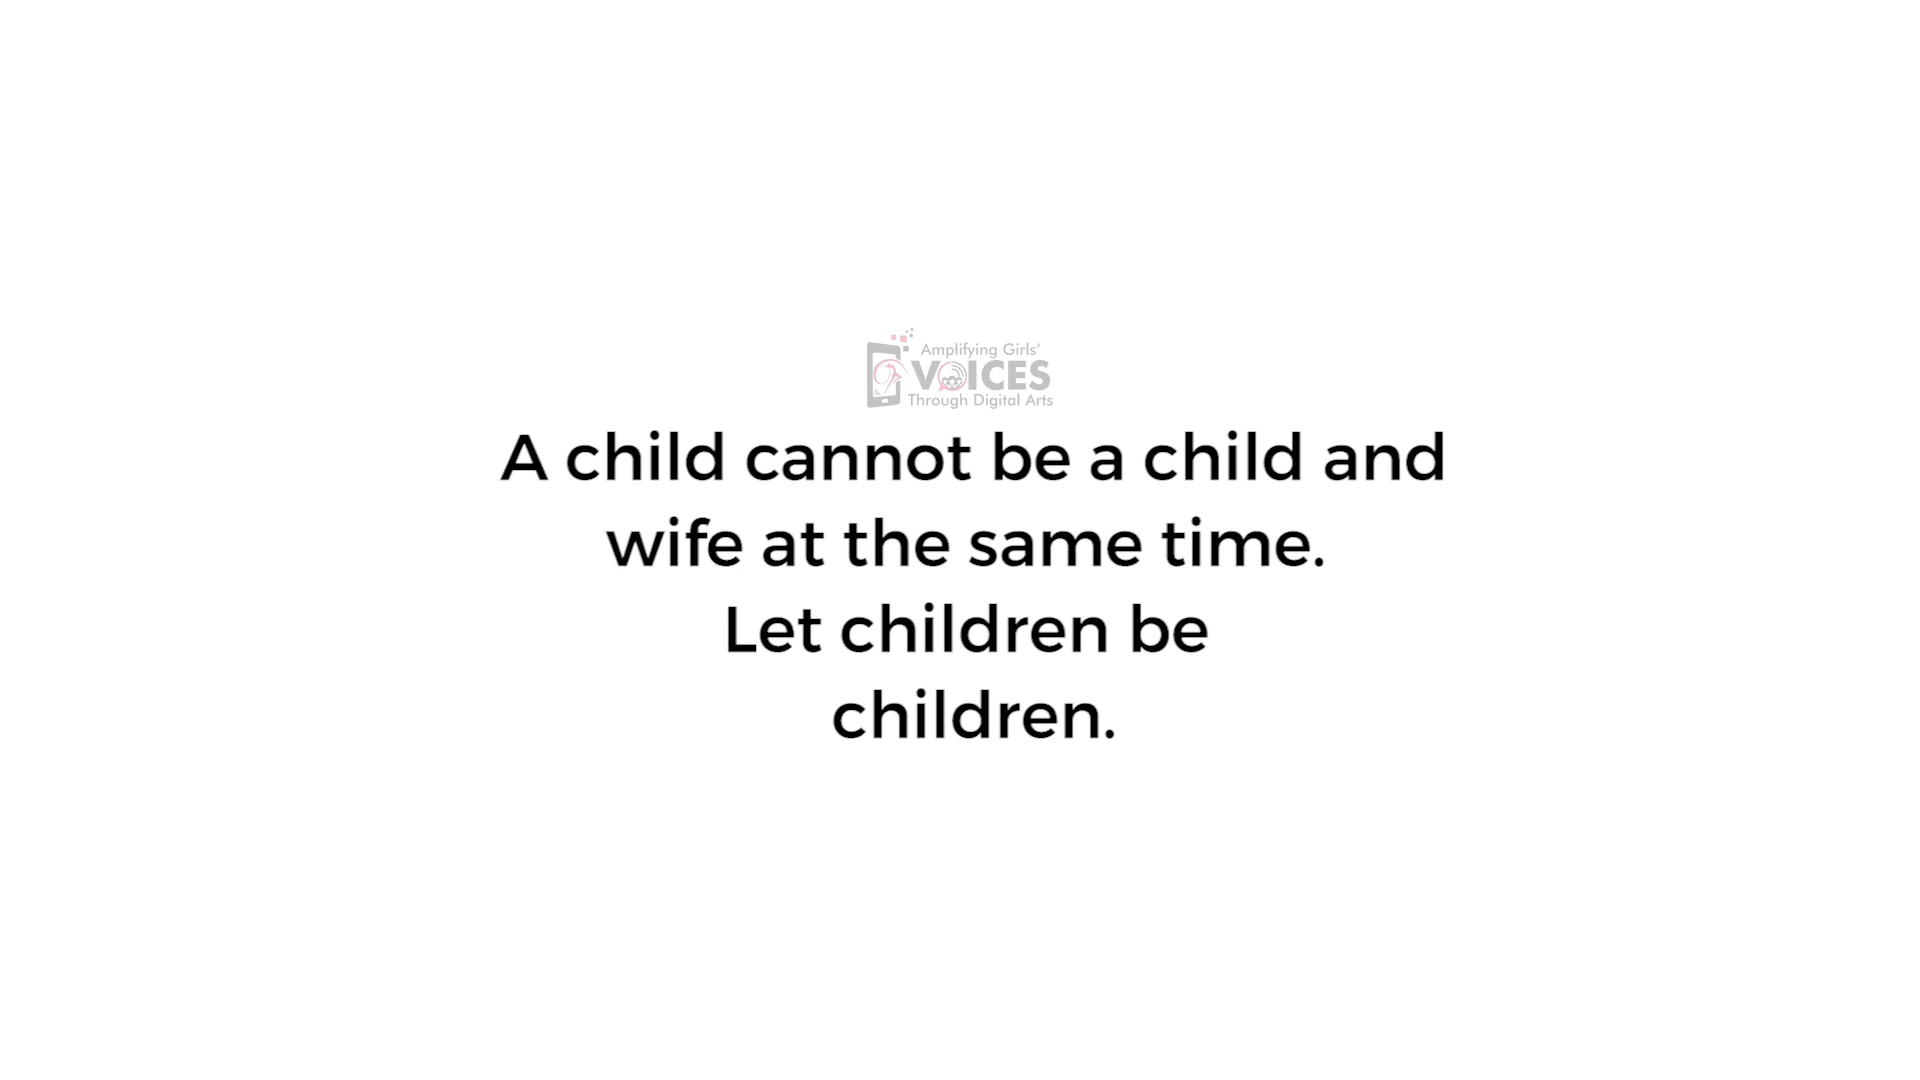 Amplifying Girls'
VOICES
Through Digital Arts
A child cannot be a child and
wife at the same time.
Let children be
children.